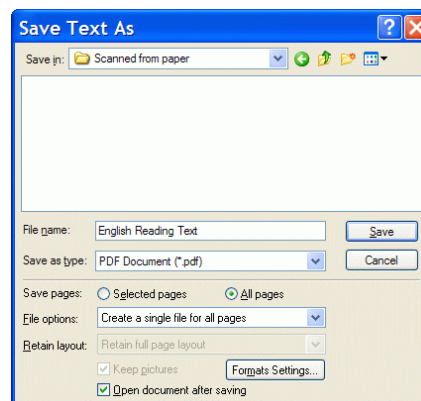 Save Text As
Save in: Scanned from paper
File name: English Reading Text Save
Save as type: PDF Document (*.pdf) Cancel
Save pages: Selected pages All pages
File options: Create a single file for all pages
Retain layout: Retain full page layout
Keep pictures Formats Settings...
Open document after saving